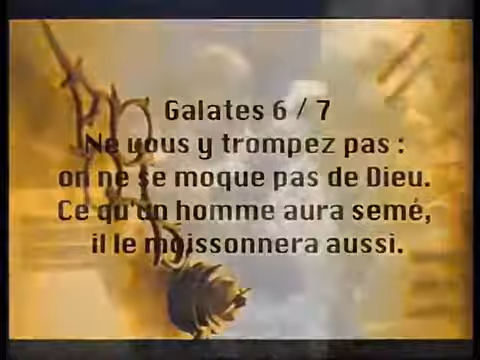 Galates 6 / 7
Ne vous y trompez pas :
on ne se moque pas de Dieu.
Ce qu'un homme aura semé,
il le moissonnera aussi.